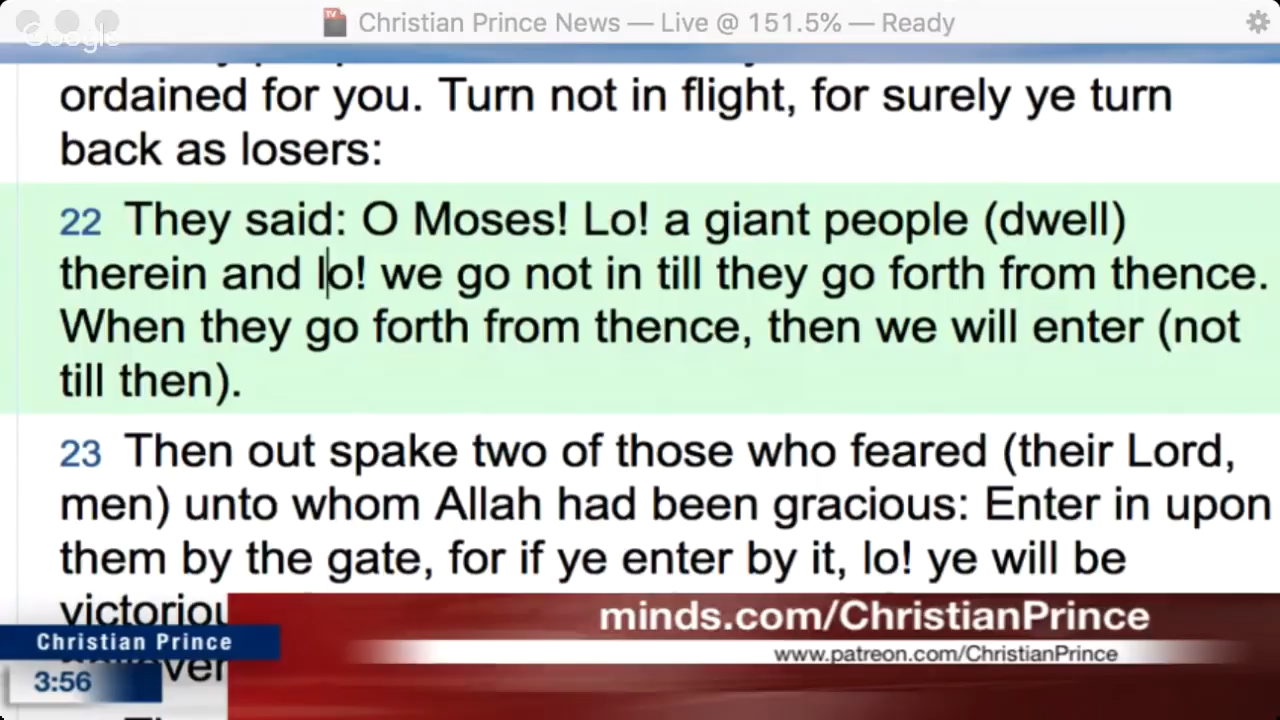 Christian Prince News — Live @ 151.5% — Ready
Google
ordained for you. Turn not in flight, for surely ye turn
back as losers:
22 They said: O Moses! Lo! a giant people (dwell)
therein and lo! we go not in till they go forth from thence.
When they go forth from thence, then we will enter (not
till then).
23 Then out spake two of those who feared (their Lord,
men) unto whom Allah had been gracious: Enter in upon
them by the gate, for if ye enter by it, lo! ye will be
minds.com/ChristianPrince
Christian Prince
www.patreon.com/ChristianPrince
3:56